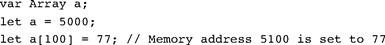 var Array a;
let a = 5000;
let a[100] = 77; // Memory address 5100 is set to 77